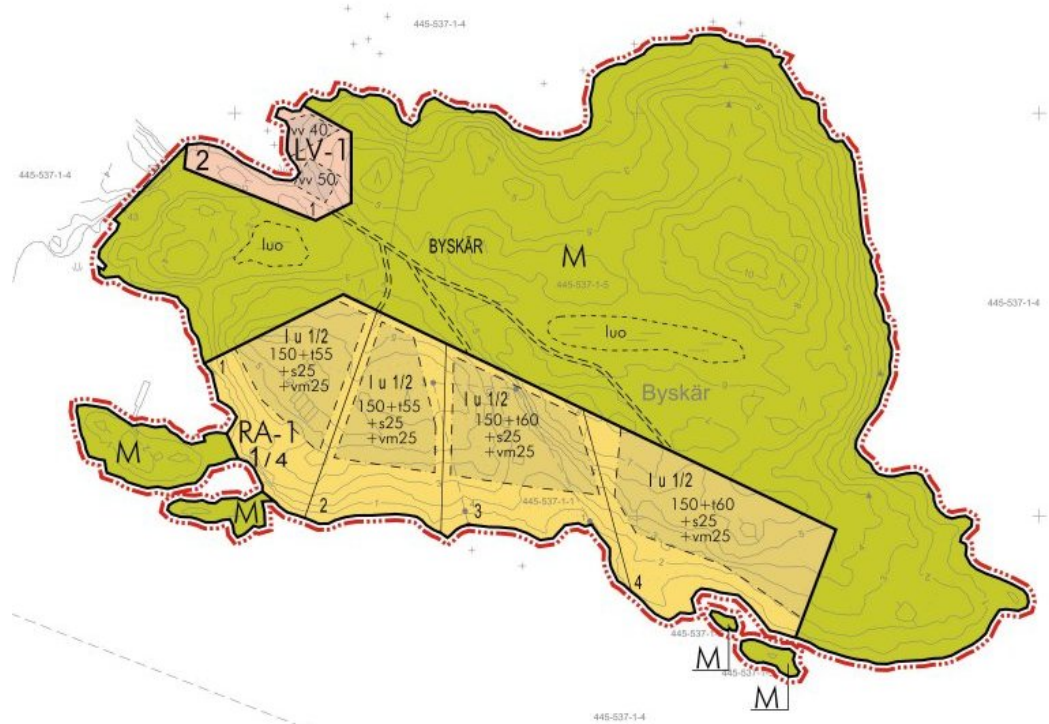 445-537-1-4
445-537-1-4
vv 40
LV-1
vv 50
2
1
43
luo
BYSKÄR
M
445-537-1-5
10
445-537-1-4
luo
Byskär
1
I u 1/2
150+t55
+s25
+vm25
I u 1/2
150+t55
+s25
+vm25
I u 1/2
150+t60
+s25
+vm25
I u 1/2
150+t60
+s25
+vm25
M
RA-1
1/4
M
2
3
4
445-537-1-1
M
M
445-537-1-4